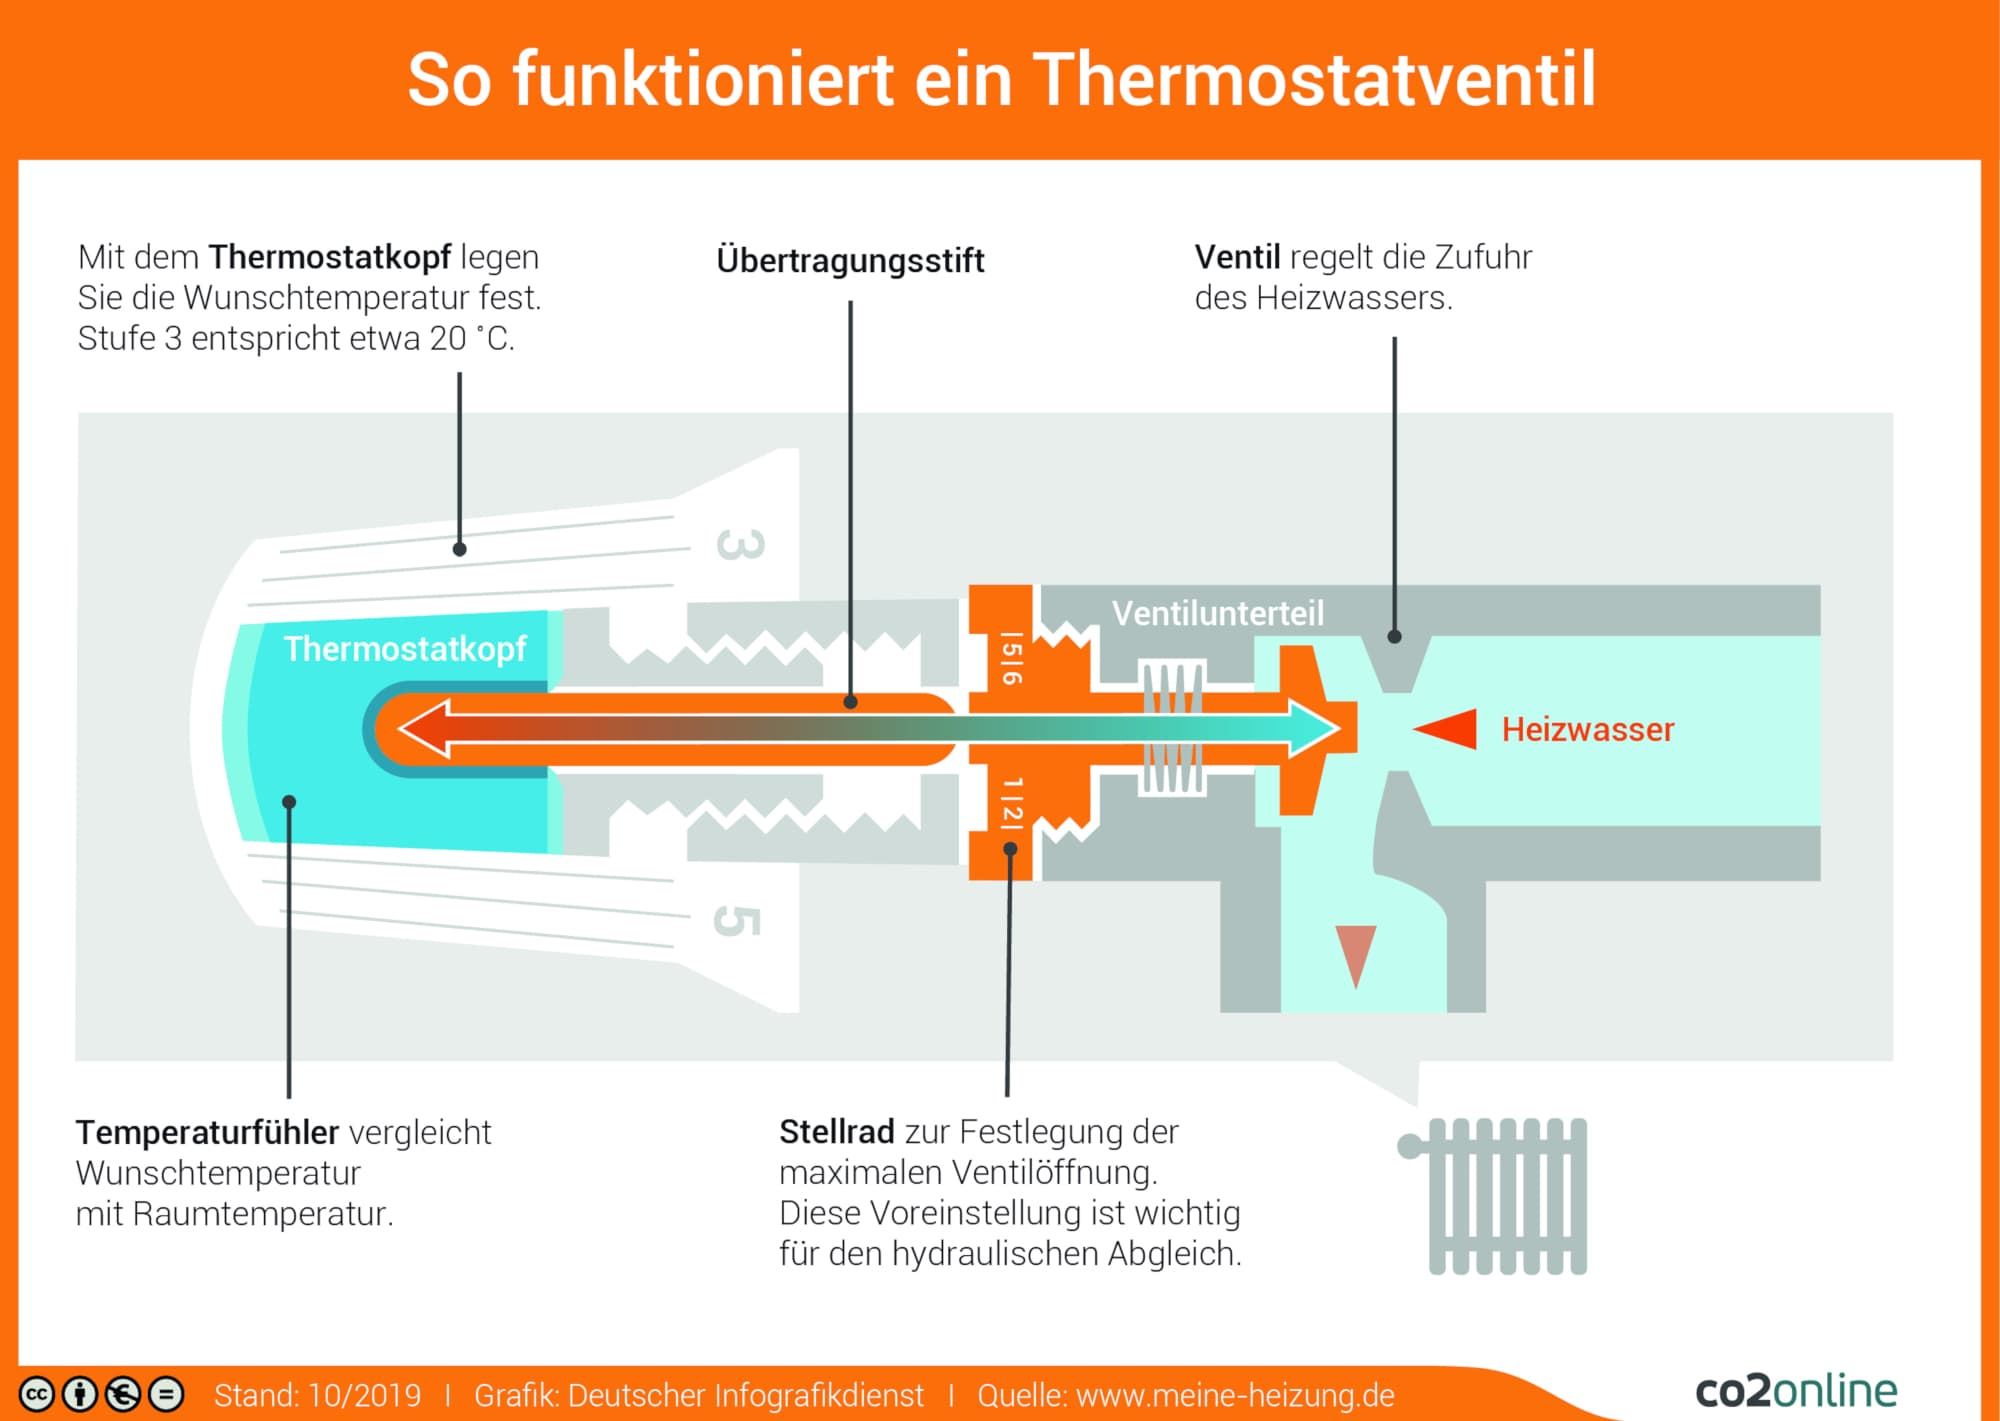 So funktioniert ein Thermostatventil
Mit dem Thermostatkopf legen
Sie die Wunschtemperatur fest.
Stufe 3 entspricht etwa 20 °C.
Übertragungsstift
Ventil regelt die Zufuhr
des Heizwassers.
3
Thermostatkopf
|5|6
Ventilunterteil
Heizwasser
1|2|
5
Temperaturfühler vergleicht
Wunschtemperatur
mit Raumtemperatur.
Stellrad zur Festlegung der
maximalen Ventilöffnung.
Diese Voreinstellung ist wichtig
für den hydraulischen Abgleich.
cc
Stand: 10/2019 | Grafik: Deutscher Infografikdienst | Quelle: www.meine-heizung.de
co2online